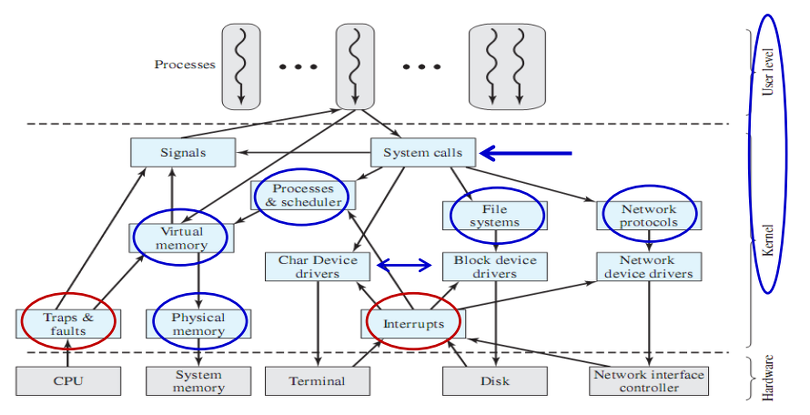 Processes
User level
Signals
System calls
Processes
& scheduler
File
systems
Network
protocols
Virtual
memory
Kernel
Char Device
drivers
Block device
drivers
Network
device drivers
Traps &
faults
Physical
memory
Interrupts
CPU
System
memory
Terminal
Disk
Network interface
controller
Hardware